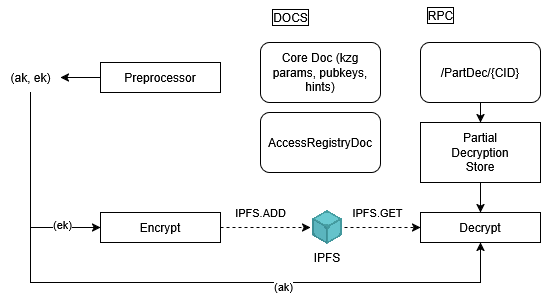 DOCS
RPC
Core Doc (kzg
params, pubkeys,
hints)
/PartDec/{CID}
(ak, ek)
Preprocessor
AccessRegistryDoc
Partial
Decryption
Store
(ek)
Encrypt
IPFS.ADD
IPFS
IPFS.GET
Decrypt
(ak)